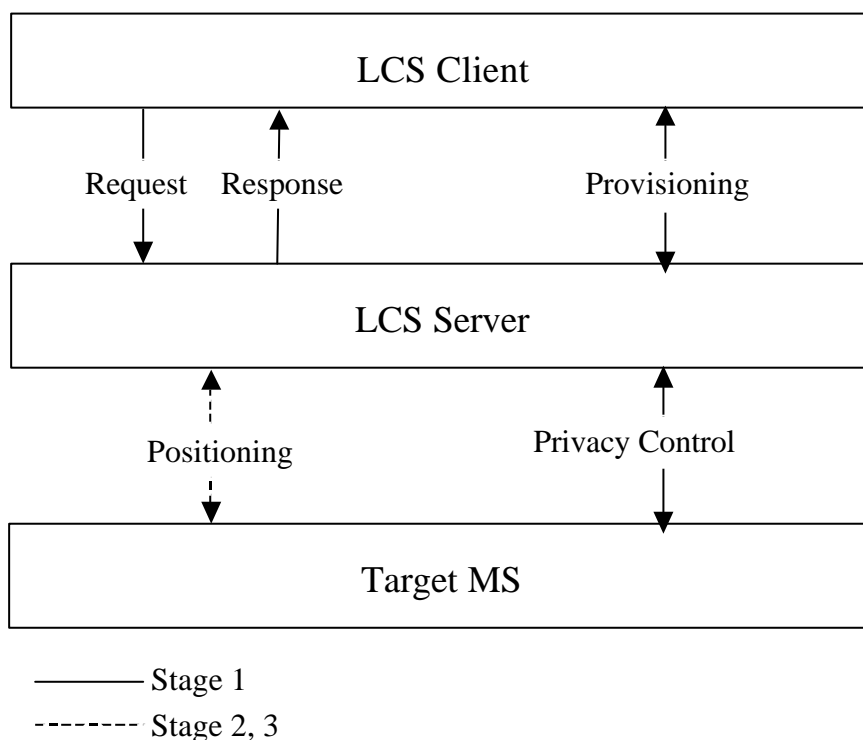 LCS Client
Request Response Provisioning
LCS Server
Positioning Privacy Control
Target MS
Stage 1
Stage 2, 3